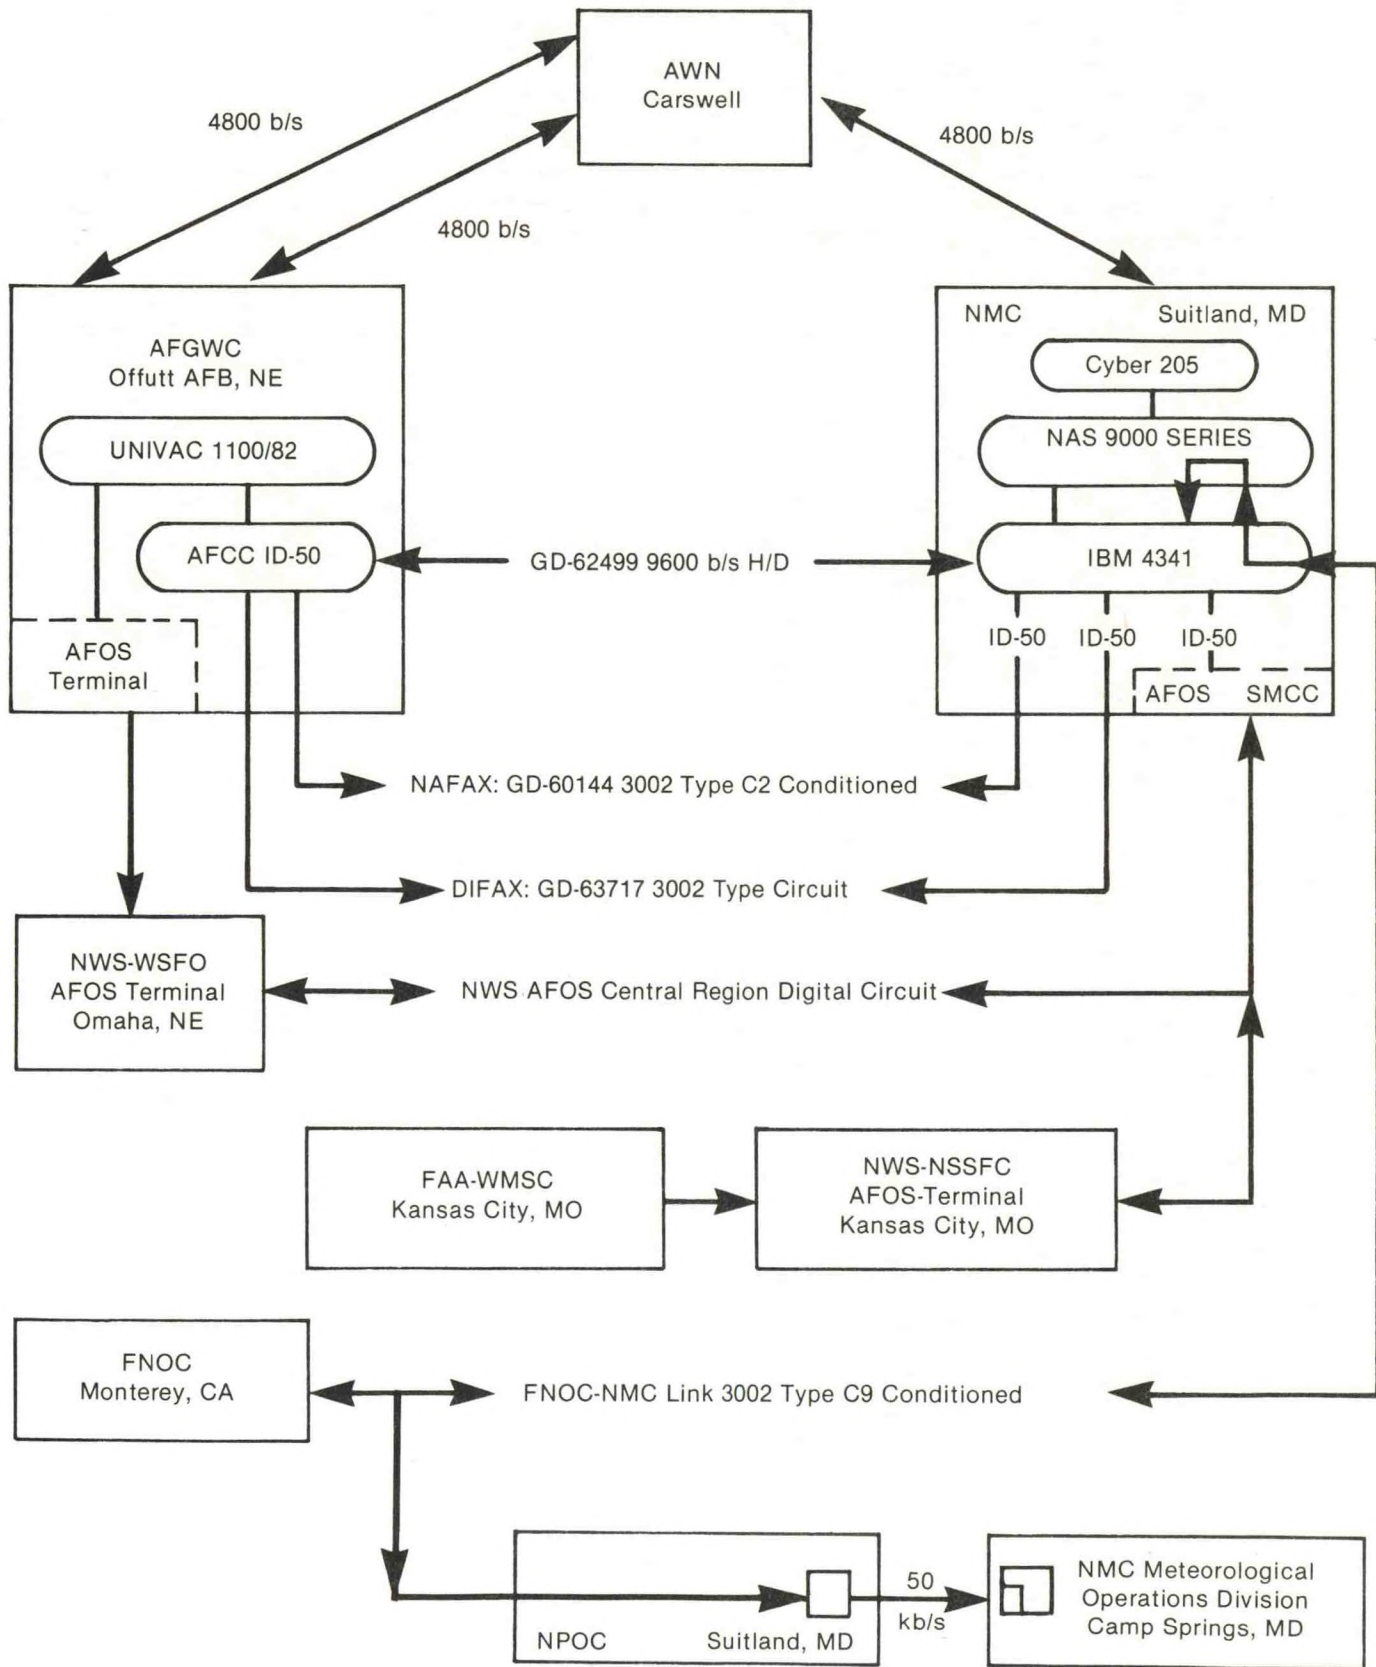 AWN
Carswell
4800 b/s
4800 b/s
4800 b/s
AFGWC
Offutt AFB, NE
UNIVAC 1100/82
AFCC ID-50
AFOS
Terminal
NMC Suitland, MD
Cyber 205
NAS 9000 SERIES
IBM 4341
ID-50 ID-50 ID-50
AFOS SMCC
GD-62499 9600 b/s H/D
NAFAX: GD-60144 3002 Type C2 Conditioned
DIFAX: GD-63717 3002 Type Circuit
NWS-WSFO
AFOS Terminal
Omaha, NE
NWS AFOS Central Region Digital Circuit
FAA-WMSC
Kansas City, MO
NWS-NSSFC
AFOS-Terminal
Kansas City, MO
FNOC
Monterey, CA
FNOC-NMC Link 3002 Type C9 Conditioned
NPOC Suitland, MD
50
kb/s
NMC Meteorological
Operations Division
Camp Springs, MD